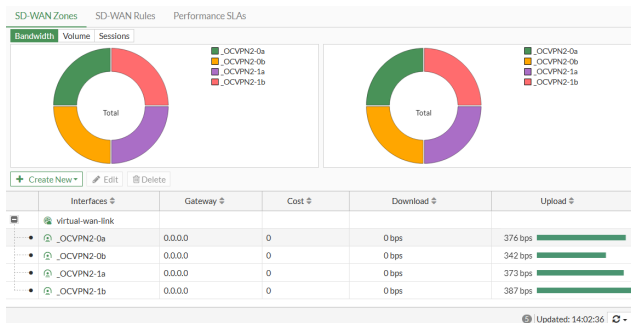 SD-WAN Zones SD-WAN Rules Performance SLAs
Bandwidth Volume Sessions
_OCVPN2-0a
_OCVPN2-0b
_OCVPN2-1a
_OCVPN2-1b
Total
_OCVPN2-0a
_OCVPN2-0b
_OCVPN2-1a
_OCVPN2-1b
Total
Create New Edit Delete
Interfaces Gateway Cost Download Upload
virtual-wan-link
_OCVPN2-0a 0.0.0.0 0 0 bps 376 bps
_OCVPN2-0b 0.0.0.0 0 0 bps 342 bps
_OCVPN2-1a 0.0.0.0 0 0 bps 373 bps
_OCVPN2-1b 0.0.0.0 0 0 bps 387 bps
5 Updated: 14:02:36